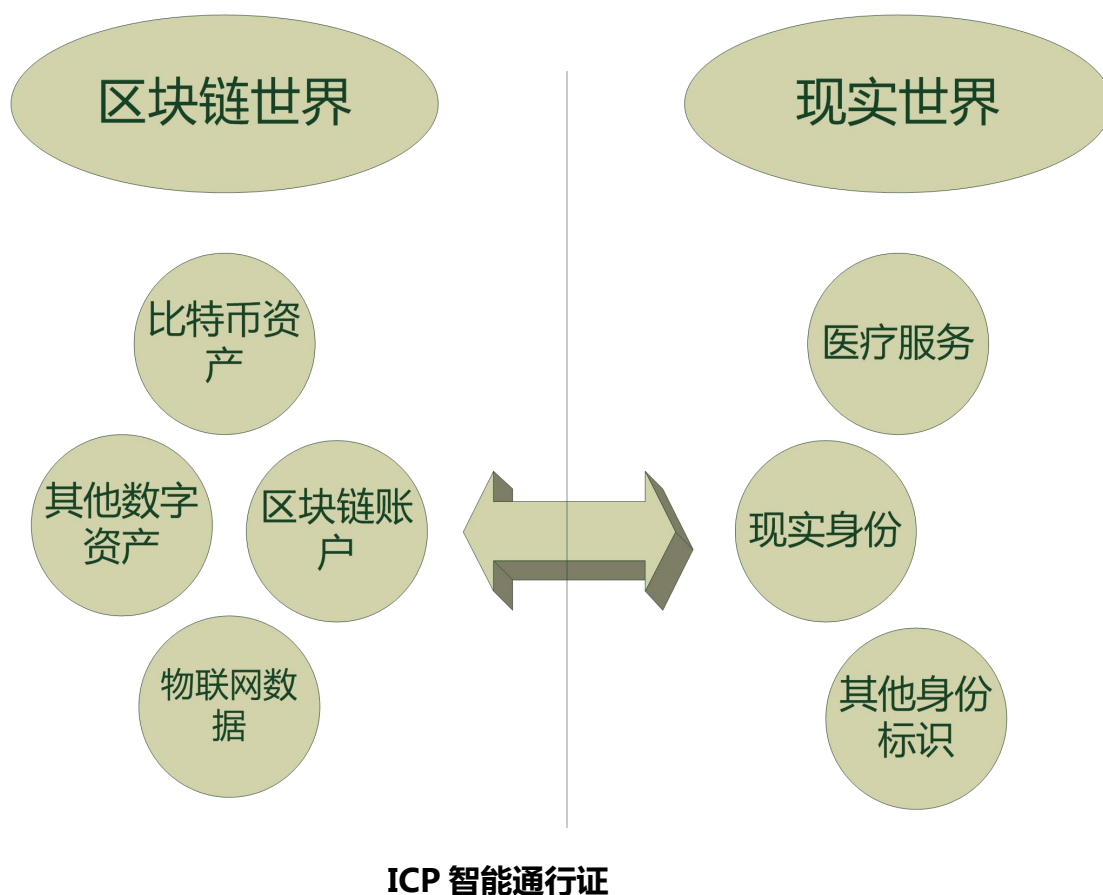 区块链世界
现实世界
比特币资
产
医疗服务
其他数字
资产
区块链账
户
现实身份
物联网数
据
其他身份
标识
ICP 智能通行证